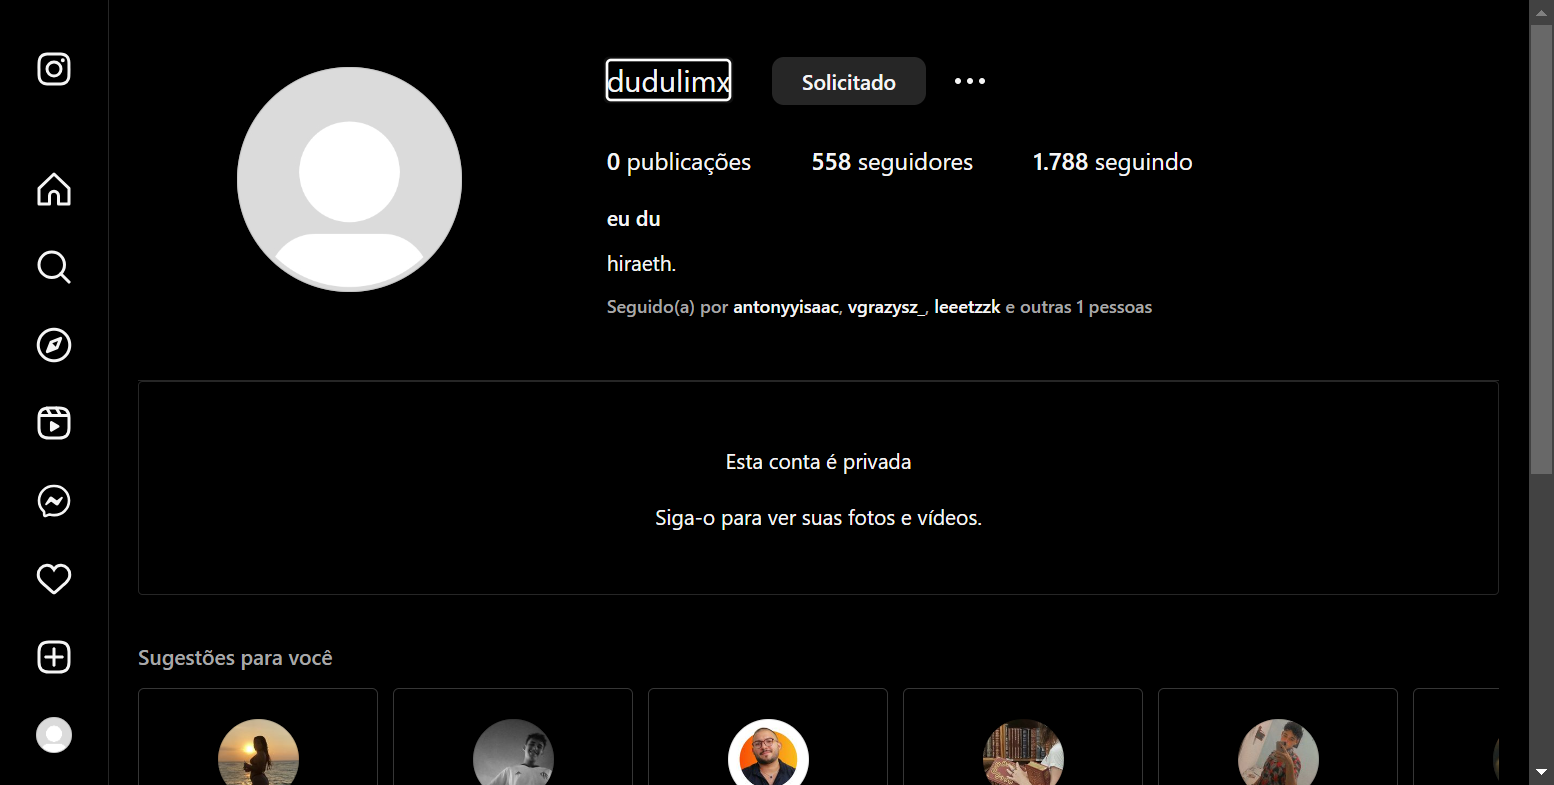 dudulimx Solicitado
0 publicações 558 seguidores 1.788 seguindo
eu du
hiraeth.
Seguido(a) por antonyyisaac, vgrazysz_, leeetzzk e outras 1 pessoas
Esta conta é privada
Siga-o para ver suas fotos e vídeos.
Sugestões para você